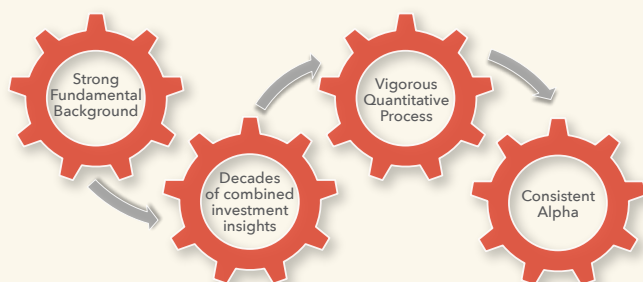 Strong
Fundamental
Background
Decades
of combined
investment
insights
Vigorous
Quantitative
Process
Consistent
Alpha